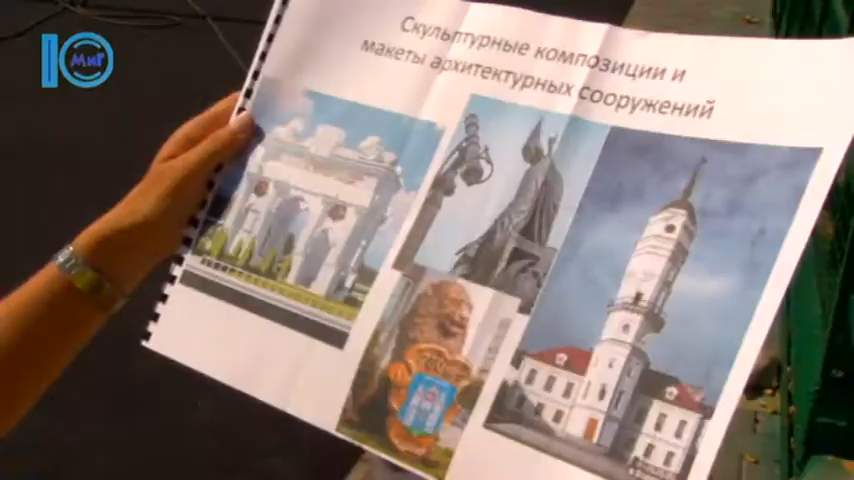 Миг
Скульптурные композиции и
макеты архитектурных сооружений